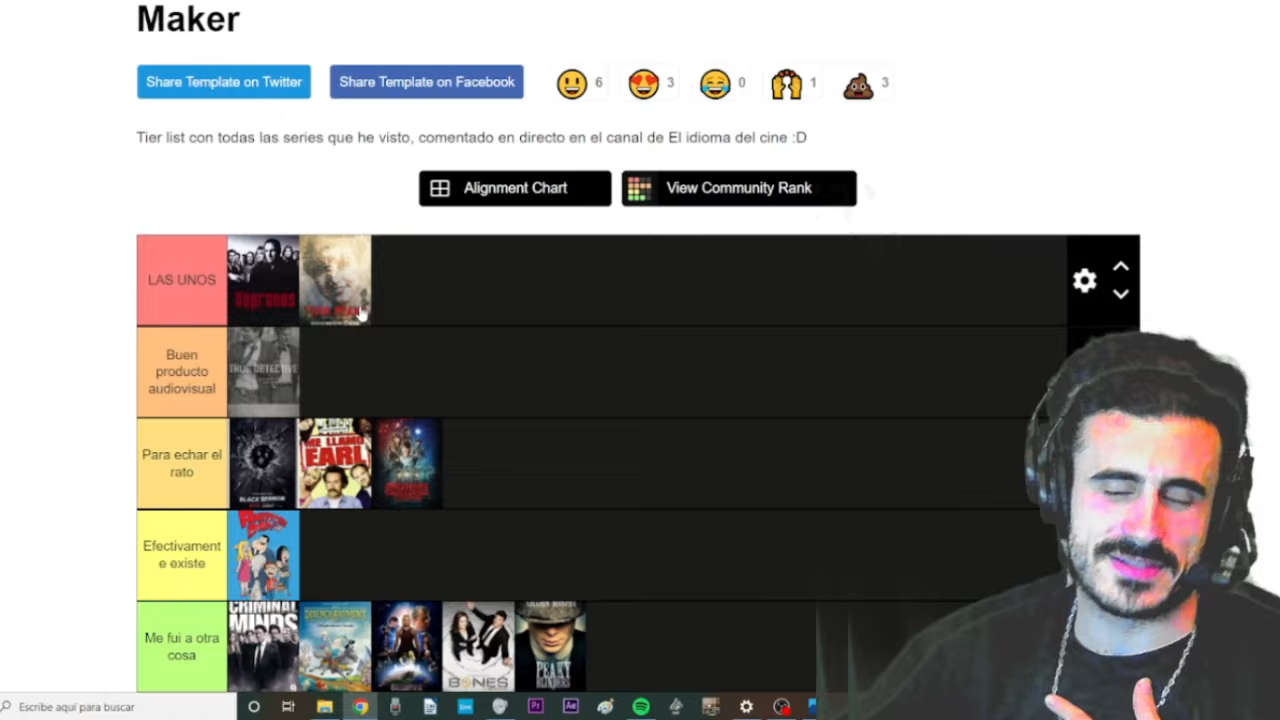 Maker
Share Template on Twitter
Share Template on Facebook
6
3
0
1
3
Tier list con todas las series que he visto, comentado en directo en el canal de El idioma del cine :D
Alignment Chart
View Community Rank
LAS UNOS
Buen
producto
audiovisual
TRUE DETECTIVE
Para echar el
rato
BLACK MIRROR
ME LLAMO
EARL
Efectivament
e existe
Me fui a otra
cosa
CRIMINAL
MINDS
BONES
PEAKY
BLINDERS
Escribe aquí para buscar